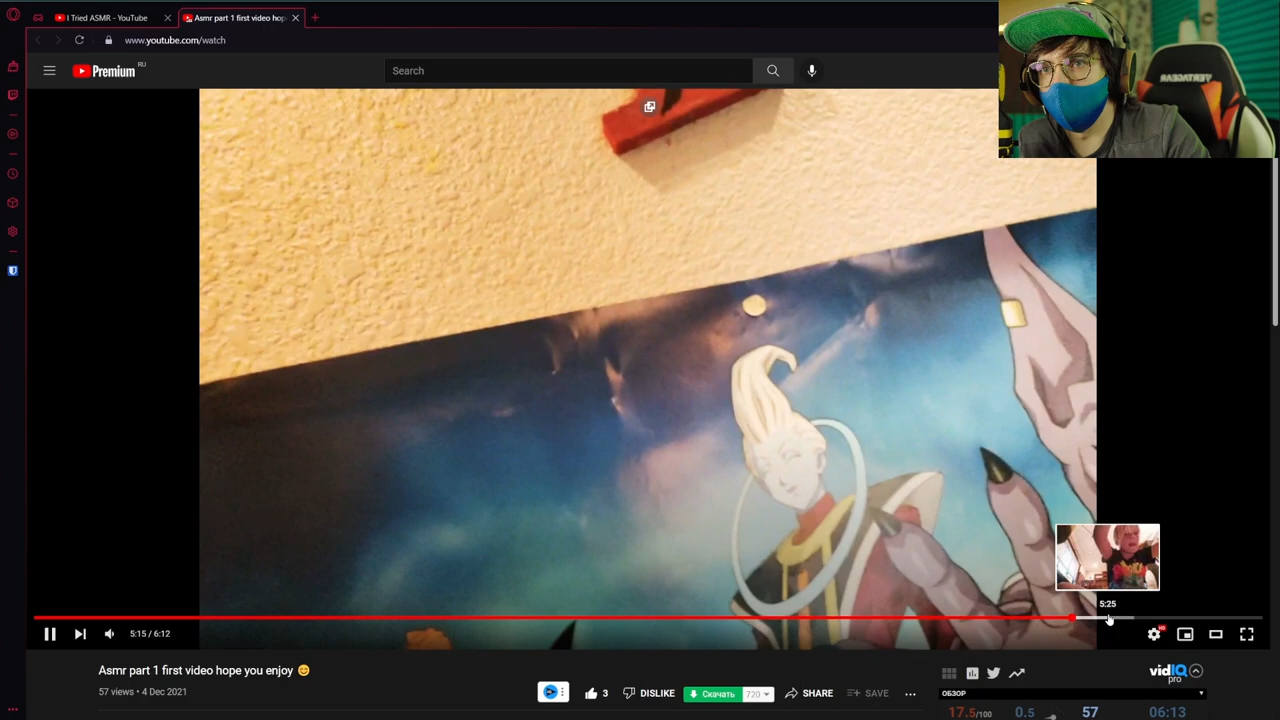 I Tried ASMR - YouTube
Asmr part 1 first video hop
www.youtube.com/watch
Premium RU
Search
VERTAGEAR
5:25
5:15 / 6:12
HD
Asmr part 1 first video hope you enjoy 😊
57 views • 4 Dec 2021
3
DISLIKE
Скачать 720
SHARE
SAVE
vidIQ
pro
ОБЗОР
17.5/100
0.5
57
06:13